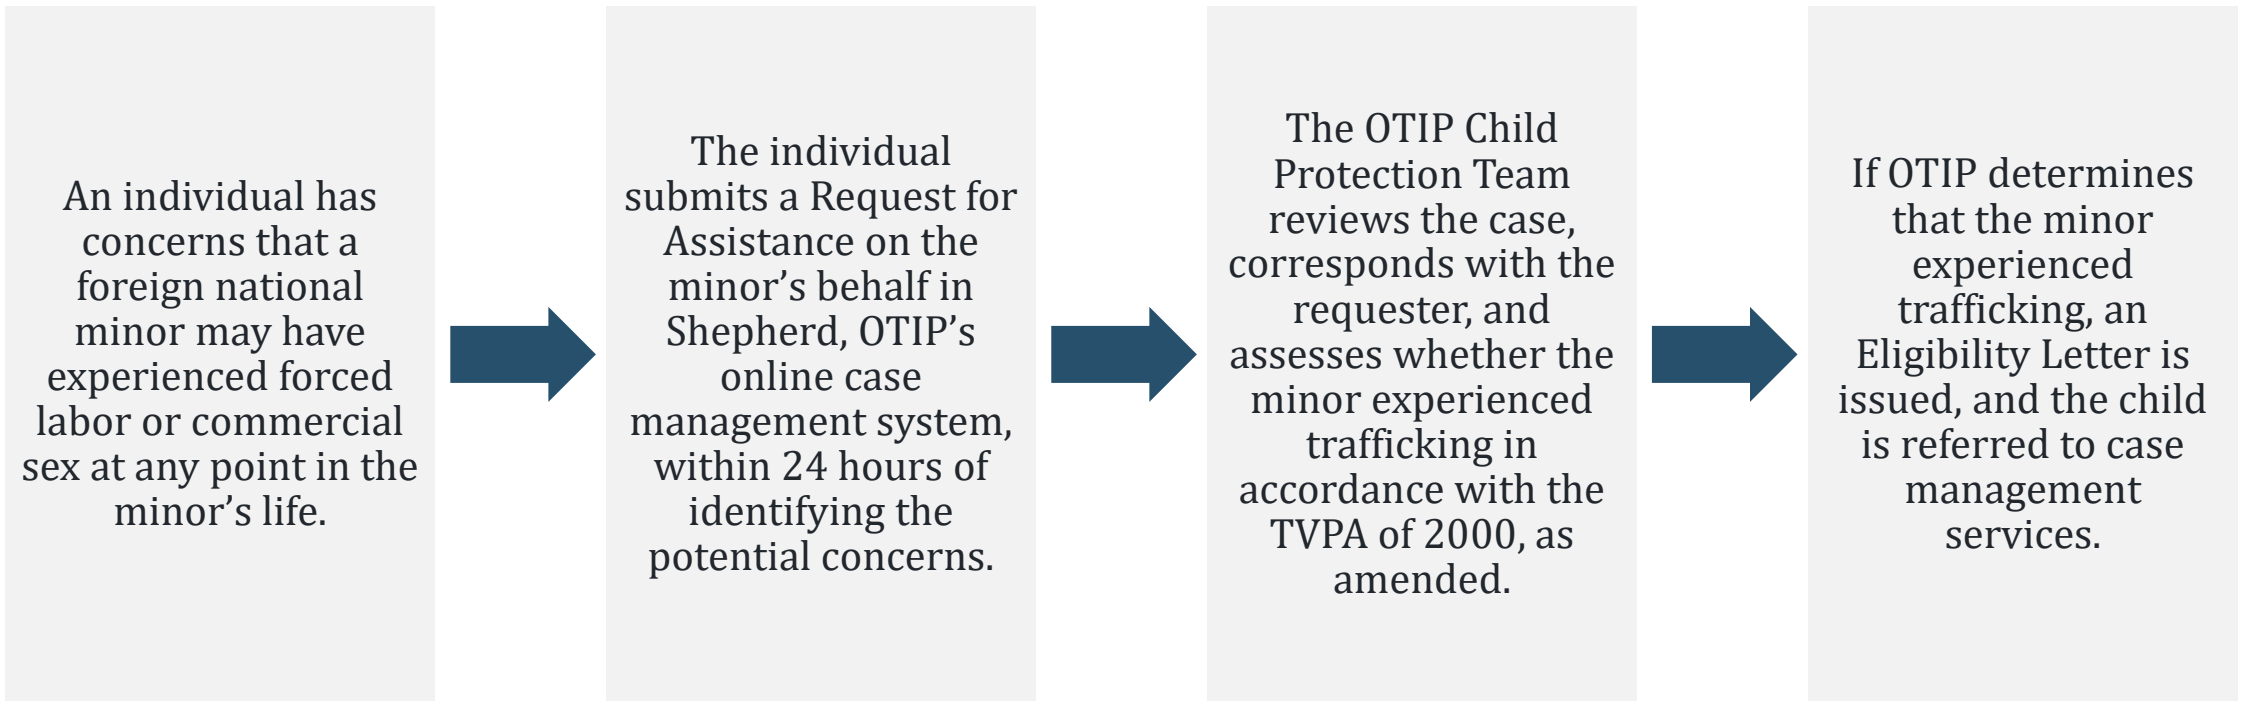 An individual has
concerns that a
foreign national
minor may have
experienced forced
labor or commercial
sex at any point in the
minor’s life.
The individual
submits a Request for
Assistance on the
minor’s behalf in
Shepherd, OTIP’s
online case
management system,
within 24 hours of
identifying the
potential concerns.
The OTIP Child
Protection Team
reviews the case,
corresponds with the
requester, and
assesses whether the
minor experienced
trafficking in
accordance with the
TVPA of 2000, as
amended.
If OTIP determines
that the minor
experienced
trafficking, an
Eligibility Letter is
issued, and the child
is referred to case
management
services.